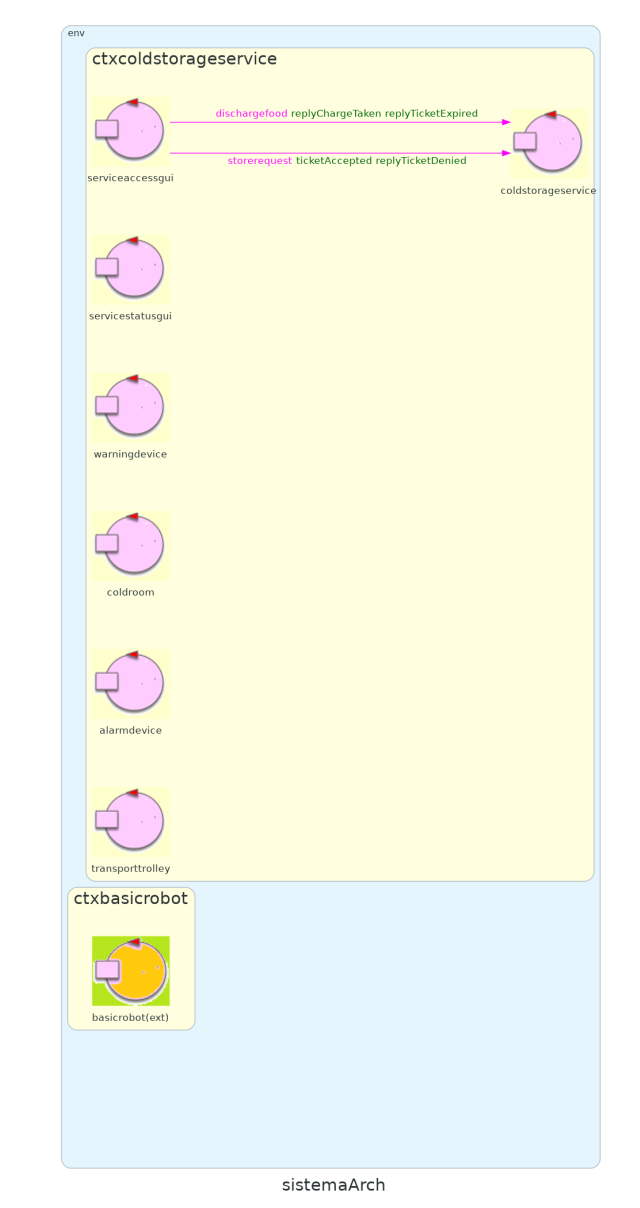 env
ctxcoldstorageservice
dischargefood replyChargeTaken replyTicketExpired
storerequest ticketAccepted replyTicketDenied
serviceaccessgui
coldstorageservice
servicestatusgui
warningdevice
coldroom
alarmdevice
transporttrolley
ctxbasicrobot
basicrobot(ext)
sistemaArch